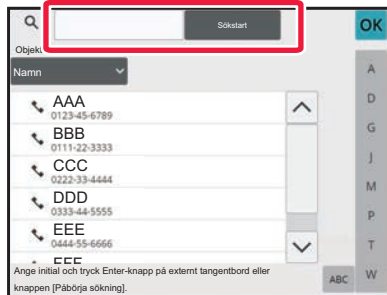 Sökstart
OK
Objekt
Namn
AAA
0123-45-6789
BBB
0111-22-3333
CCC
0222-33-4444
DDD
0333-44-5555
EEE
0444-55-6666
FFF
A
D
G
J
M
P
T
W
ABC
Ange initial och tryck Enter-knapp på externt tangentbord eller
knappen [Påbörja sökning].